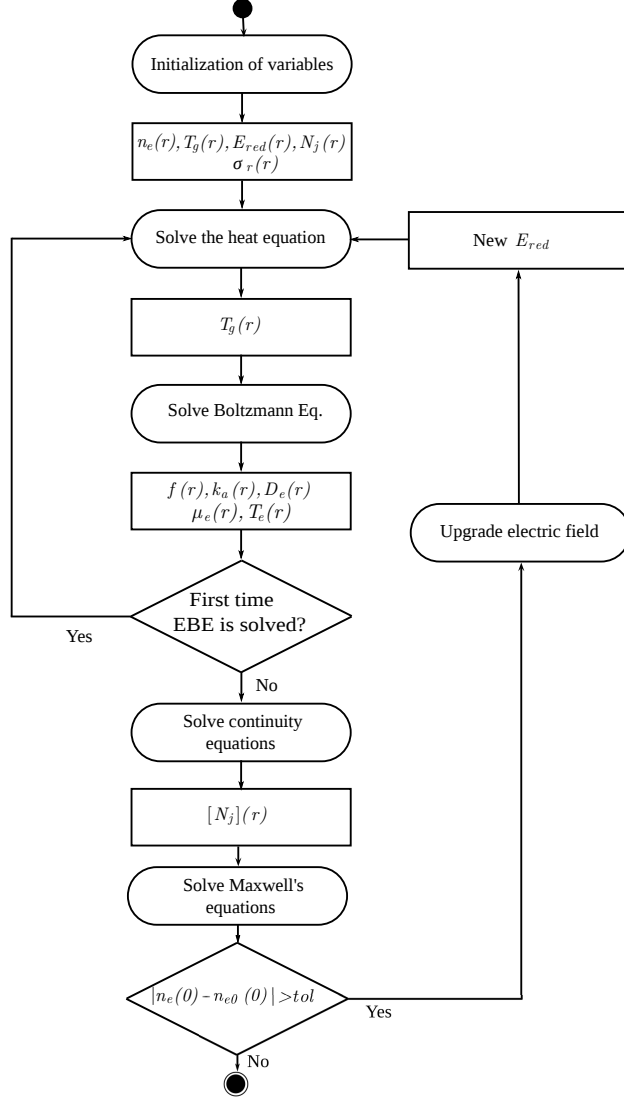 Initialization of variables
n_e(r), T_g(r), E_red(r), N_j(r)
σ_r(r)
Solve the heat equation
New E_red
T_g(r)
Solve Boltzmann Eq.
f(r), k_a(r), D_e(r)
μ_e(r), T_e(r)
Upgrade electric field
First time
EBE is solved?
Yes
No
Solve continuity
equations
[N_j](r)
Solve Maxwell's
equations
|n_e(0) - n_e0 (0)| >tol
Yes
No